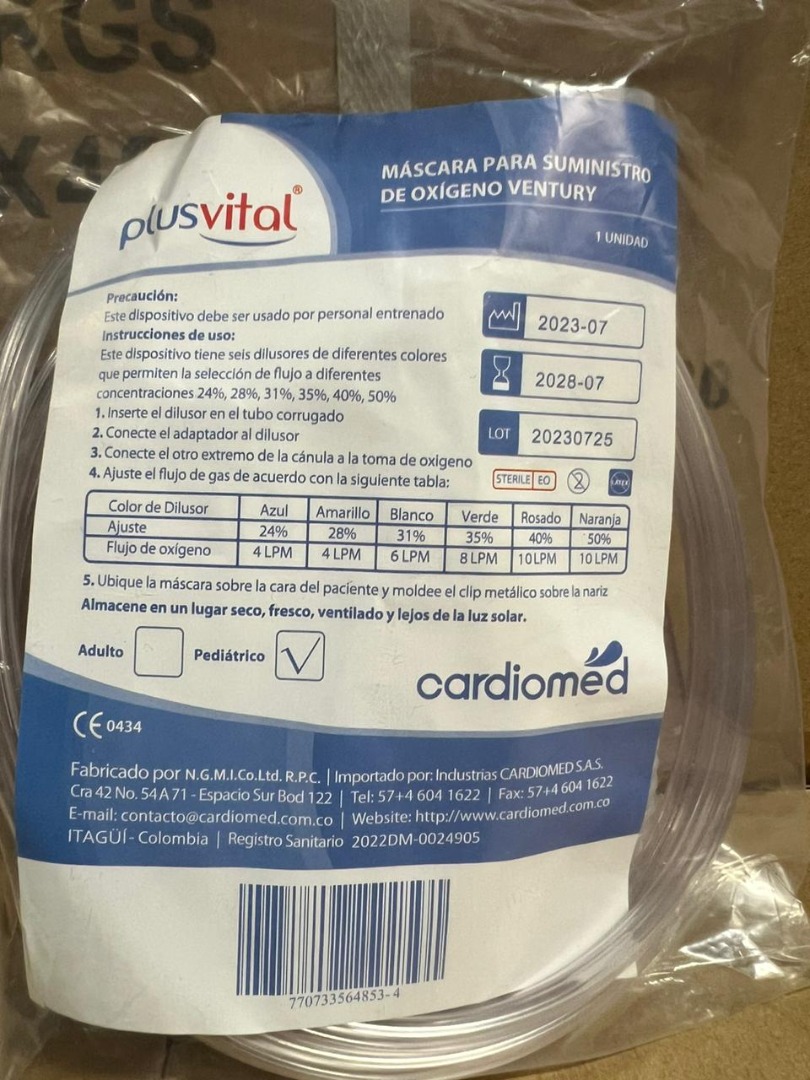 RGS
plusvital®
MÁSCARA PARA SUMINISTRO
DE OXÍGENO VENTURY
1 UNIDAD
Precaución:
Este dispositivo debe ser usado por personal entrenado
Instrucciones de uso:
Este dispositivo tiene seis dilusores de diferentes colores
que permiten la selección de flujo a diferentes
concentraciones 24%, 28%, 31%, 35%, 40%, 50%
1. Inserte el dilusor en el tubo corrugado
2. Conecte el adaptador al dilusor
3. Conecte el otro extremo de la cánula a la toma de oxigeno
4. Ajuste el flujo de gas de acuerdo con la siguiente tabla:
2023-07
2028-07
LOT 20230725
STERILE EO
LATEX
Color de Dilusor Azul Amarillo Blanco Verde Rosado Naranja
Ajuste 24% 28% 31% 35% 40% 50%
Flujo de oxígeno 4 LPM 4 LPM 6 LPM 8 LPM 10 LPM 10 LPM
5. Ubique la máscara sobre la cara del paciente y moldee el clip metálico sobre la nariz
Almacene en un lugar seco, fresco, ventilado y lejos de la luz solar.
Adulto Pediátrico
cardiomed
CE 0434
Fabricado por N.G.M.I.Co.Ltd. R.P.C. | Importado por: Industrias CARDIOMED S.A.S.
Cra 42 No. 54 A 71 - Espacio Sur Bod 122 | Tel: 57+4 604 1622 | Fax: 57+4 604 1622
E-mail: contacto@cardiomed.com.co | Website: http://www.cardiomed.com.co
ITAGÜÍ - Colombia | Registro Sanitario 2022DM-0024905
770733564853-4